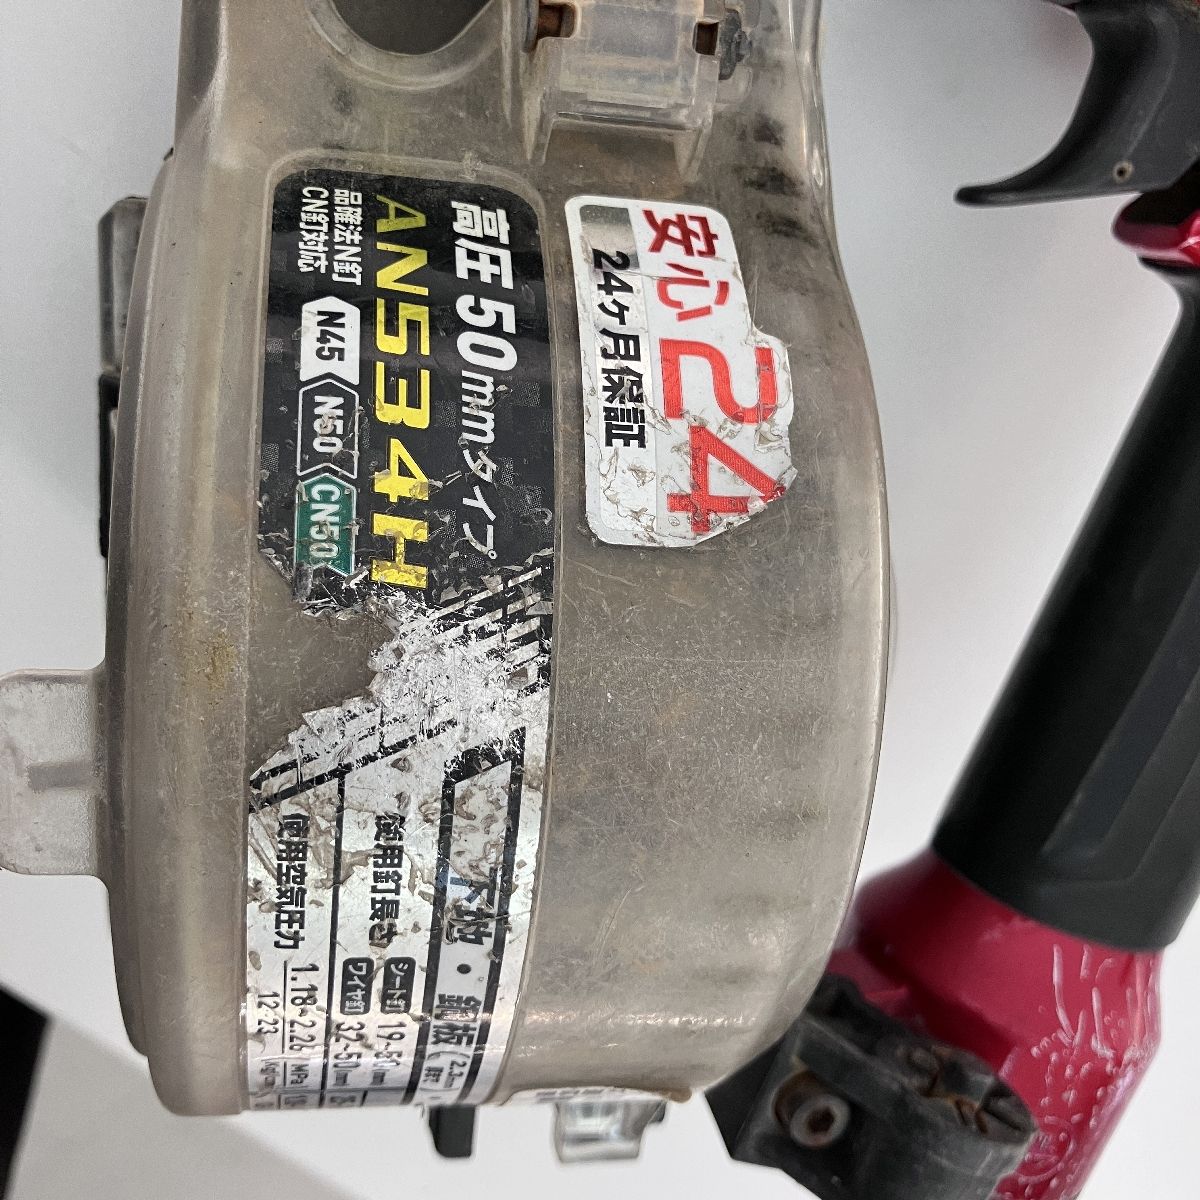 安心24
24ヶ月保証
高圧50mmタイプ
AN534H
品確法N釘
CN釘対応
N45 N50 CN50
下地・鋼板
使用釘長さ
シート釘
ワイヤ釘 32~50mm
使用空気圧力 1.18~2.26 MPa
12~23